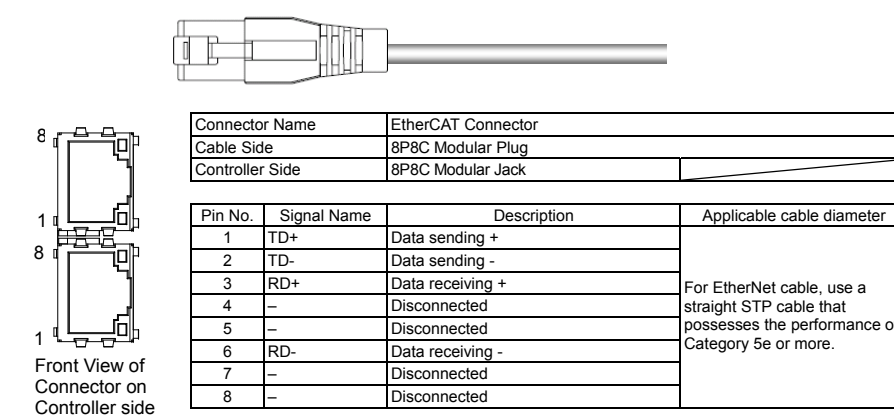 Connector Name EtherCAT Connector
Cable Side 8P8C Modular Plug
Controller Side 8P8C Modular Jack
8
1
8
1
Front View of
Connector on
Controller side
Pin No. Signal Name Description Applicable cable diameter
1 TD+ Data sending +
2 TD- Data sending -
3 RD+ Data receiving +
4 – Disconnected
5 – Disconnected
6 RD- Data receiving -
7 – Disconnected
8 – Disconnected
For EtherNet cable, use a
straight STP cable that
possesses the performance o
Category 5e or more.